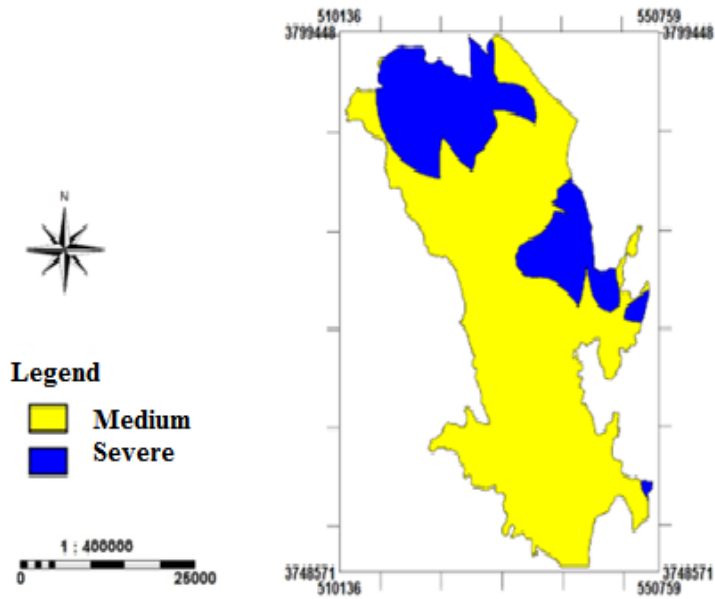 510136 550759
3799448 3799448
N
Legend
Medium
Severe
1 : 400000
0 25000
3748571 3748571
510136 550759